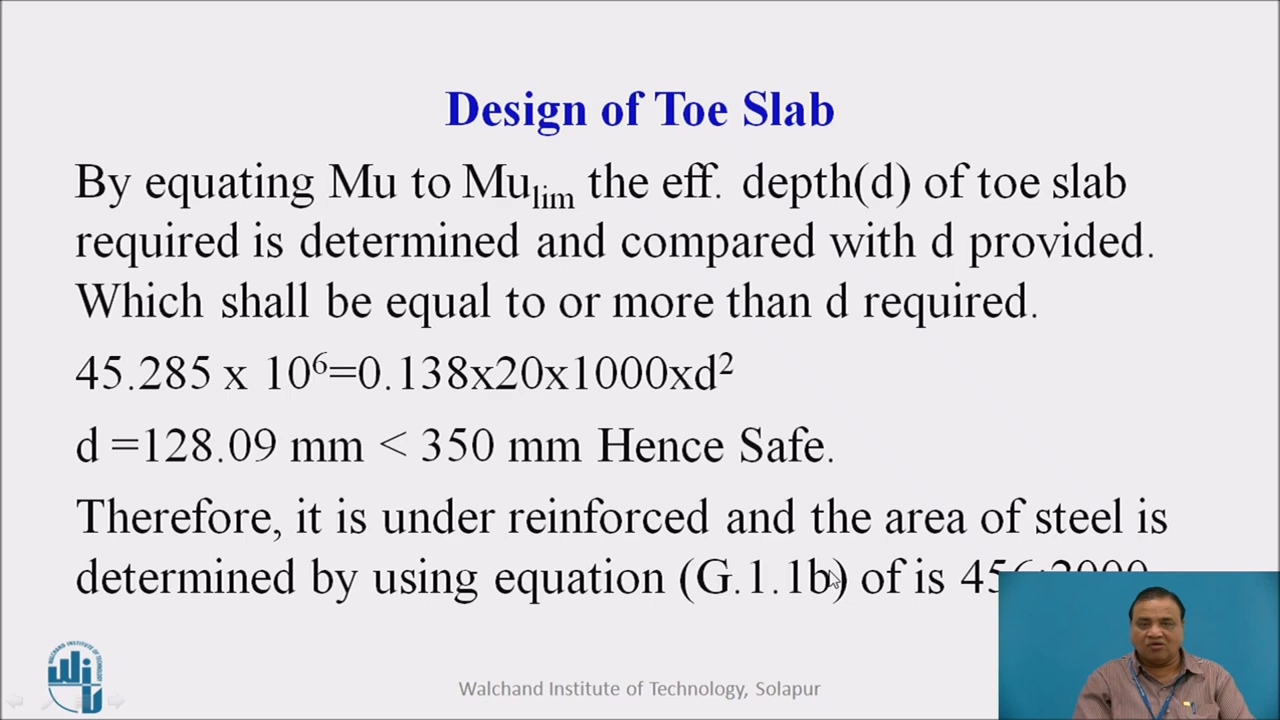 Design of Toe Slab
By equating Mu to Mulim the eff. depth(d) of toe slab
required is determined and compared with d provided.
Which shall be equal to or more than d required.
45.285 x 10⁶=0.138x20x1000xd²
d =128.09 mm < 350 mm Hence Safe.
Therefore, it is under reinforced and the area of steel is
determined by using equation (G.1.1b) of is 456:2000
Walchand Institute of Technology, Solapur